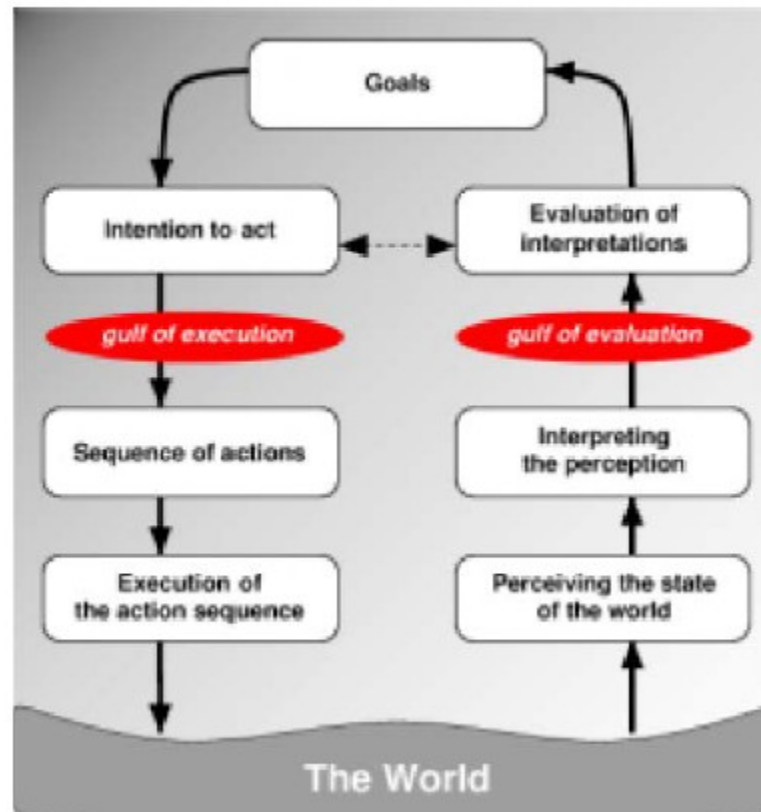 Goals
Intention to act
Evaluation of
interpretations
gulf of execution
gulf of evaluation
Sequence of actions
Interpreting
the perception
Execution of
the action sequence
Perceiving the state
of the world
The World